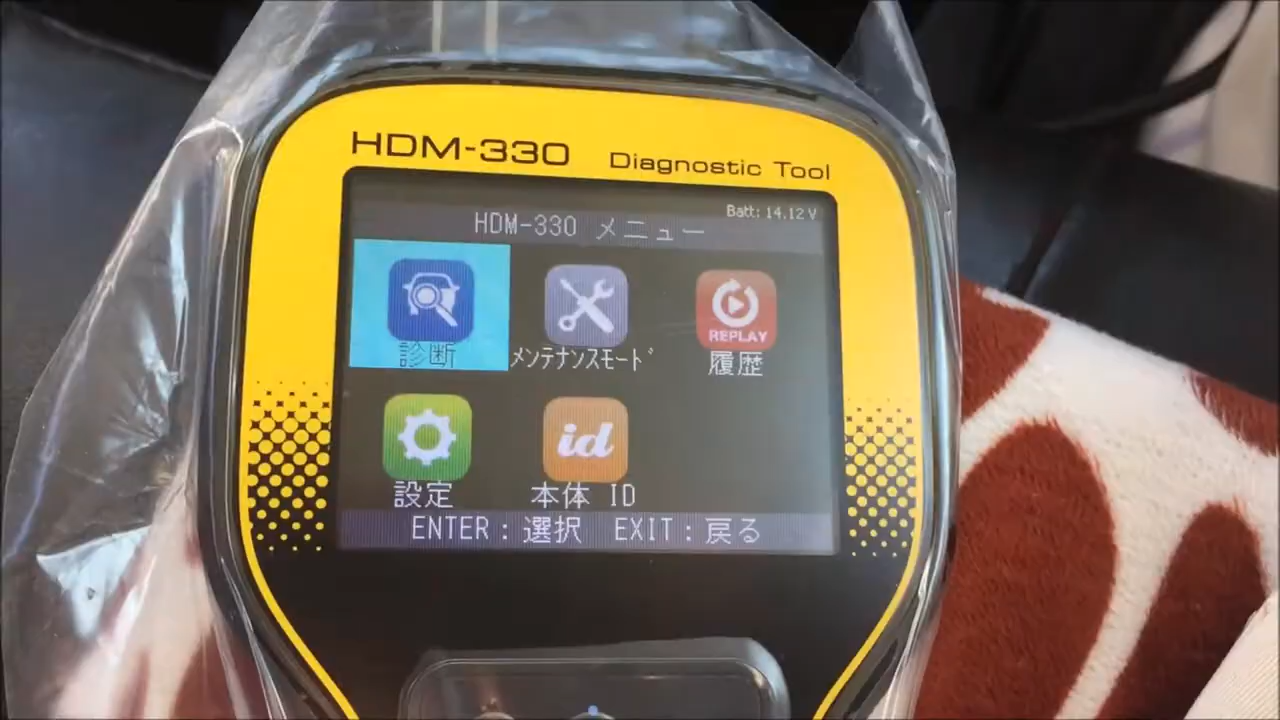 HDM-330 Diagnostic Tool
Batt: 14.12 V
HDM-330 メニュー
診断 メンテナンスモード REPLAY 履歴
設定 id 本体 ID
ENTER:選択 EXIT:戻る